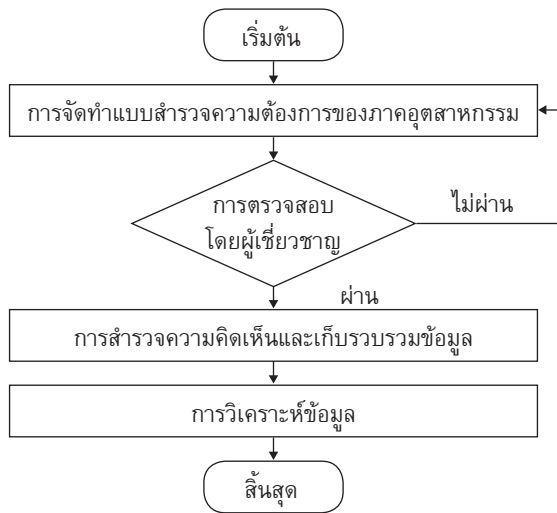 เริ่มต้น
การจัดทำแบบสำรวจความต้องการของภาคอุตสาหกรรม
การตรวจสอบ
โดยผู้เชี่ยวชาญ
ไม่ผ่าน
ผ่าน
การสำรวจความคิดเห็นและเก็บรวบรวมข้อมูล
การวิเคราะห์ข้อมูล
สิ้นสุด